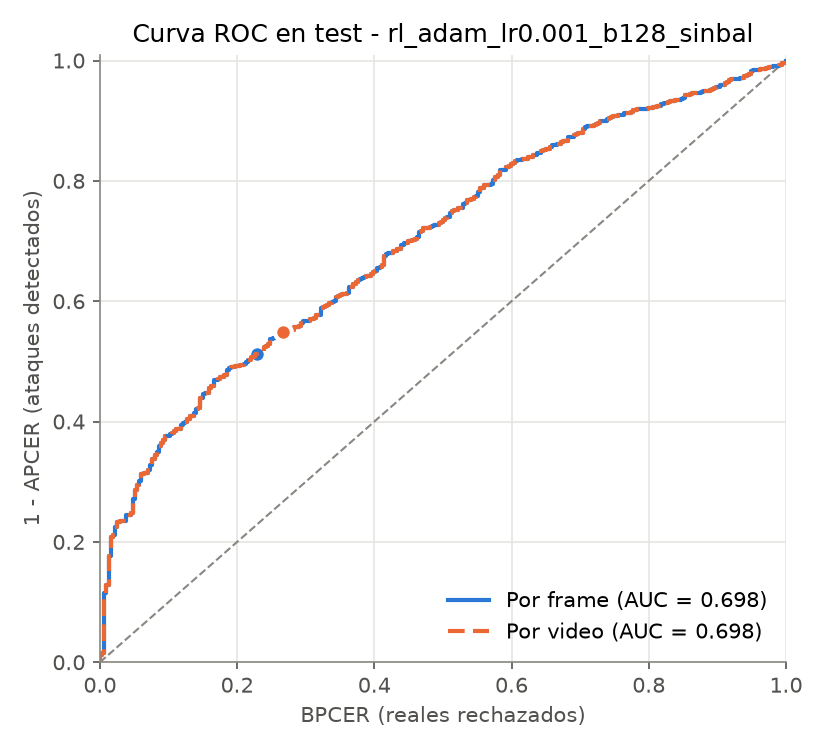 Curva ROC en test - rl_adam_lr0.001_b128_sinbal
1 - APCER (ataques detectados)
1.0
0.8
0.6
0.4
0.2
0.0
Por frame (AUC = 0.698)
Por video (AUC = 0.698)
0.0 0.2 0.4 0.6 0.8 1.0
BPCER (reales rechazados)